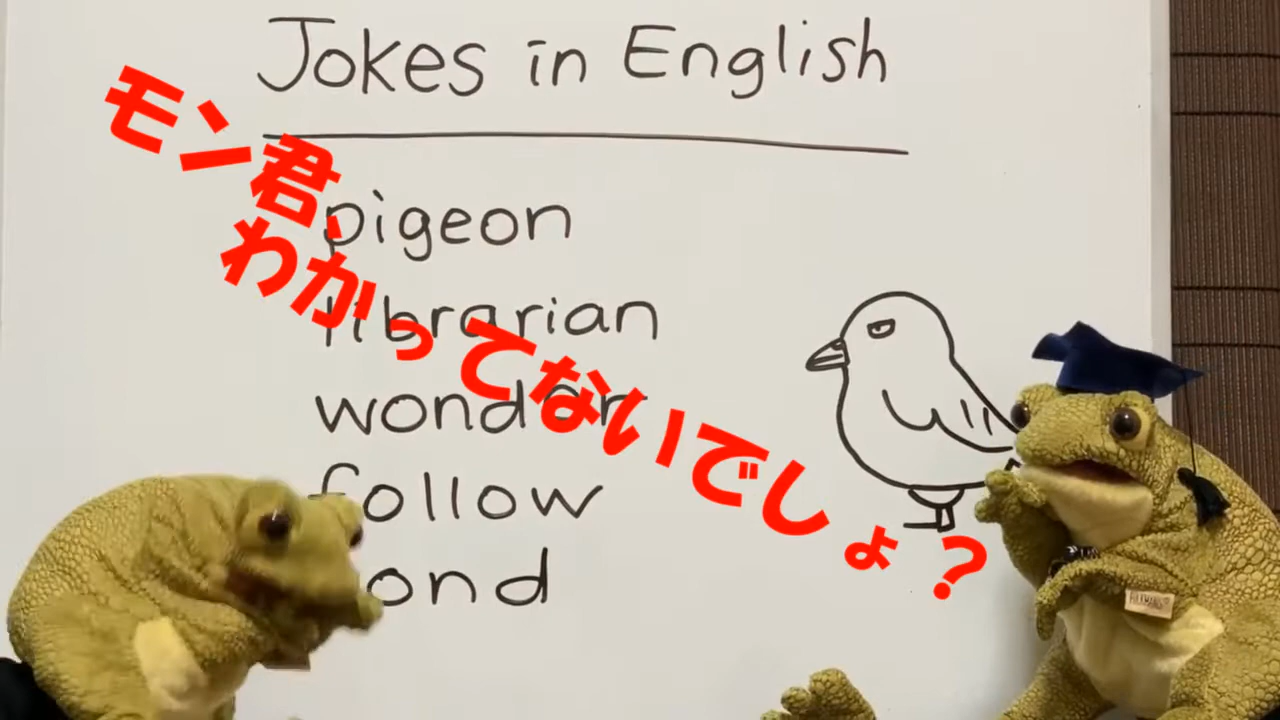 Jokes in English
モン君、
わかってないでしょ？
pigeon
librarian
wonder
follow